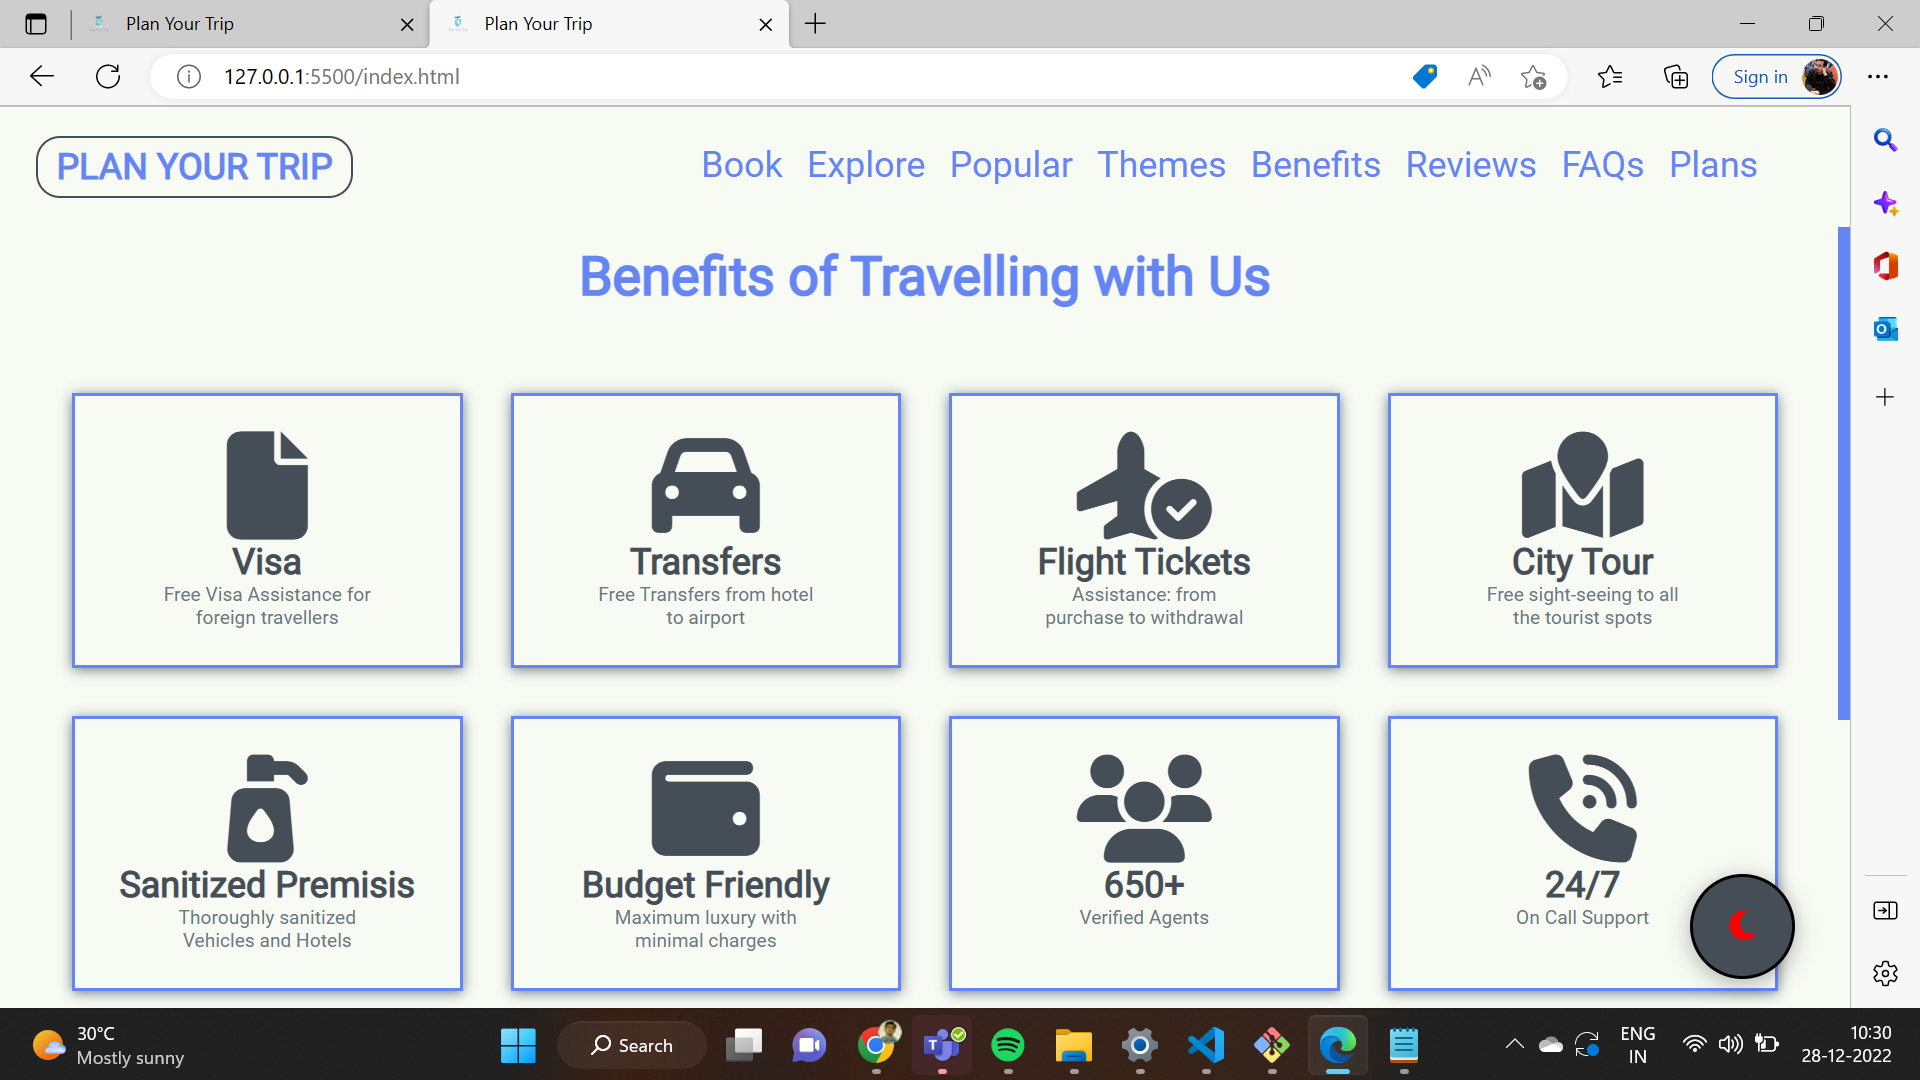 Plan Your Trip
Plan Your Trip
127.0.0.1:5500/index.html
Sign in
PLAN YOUR TRIP
Book Explore Popular Themes Benefits Reviews FAQs Plans
Benefits of Travelling with Us
Visa
Free Visa Assistance for
foreign travellers
Transfers
Free Transfers from hotel
to airport
Flight Tickets
Assistance: from
purchase to withdrawal
City Tour
Free sight-seeing to all
the tourist spots
Sanitized Premisis
Thoroughly sanitized
Vehicles and Hotels
Budget Friendly
Maximum luxury with
minimal charges
650+
Verified Agents
24/7
On Call Support
30°C
Mostly sunny
Search
ENG
IN
10:30
28-12-2022